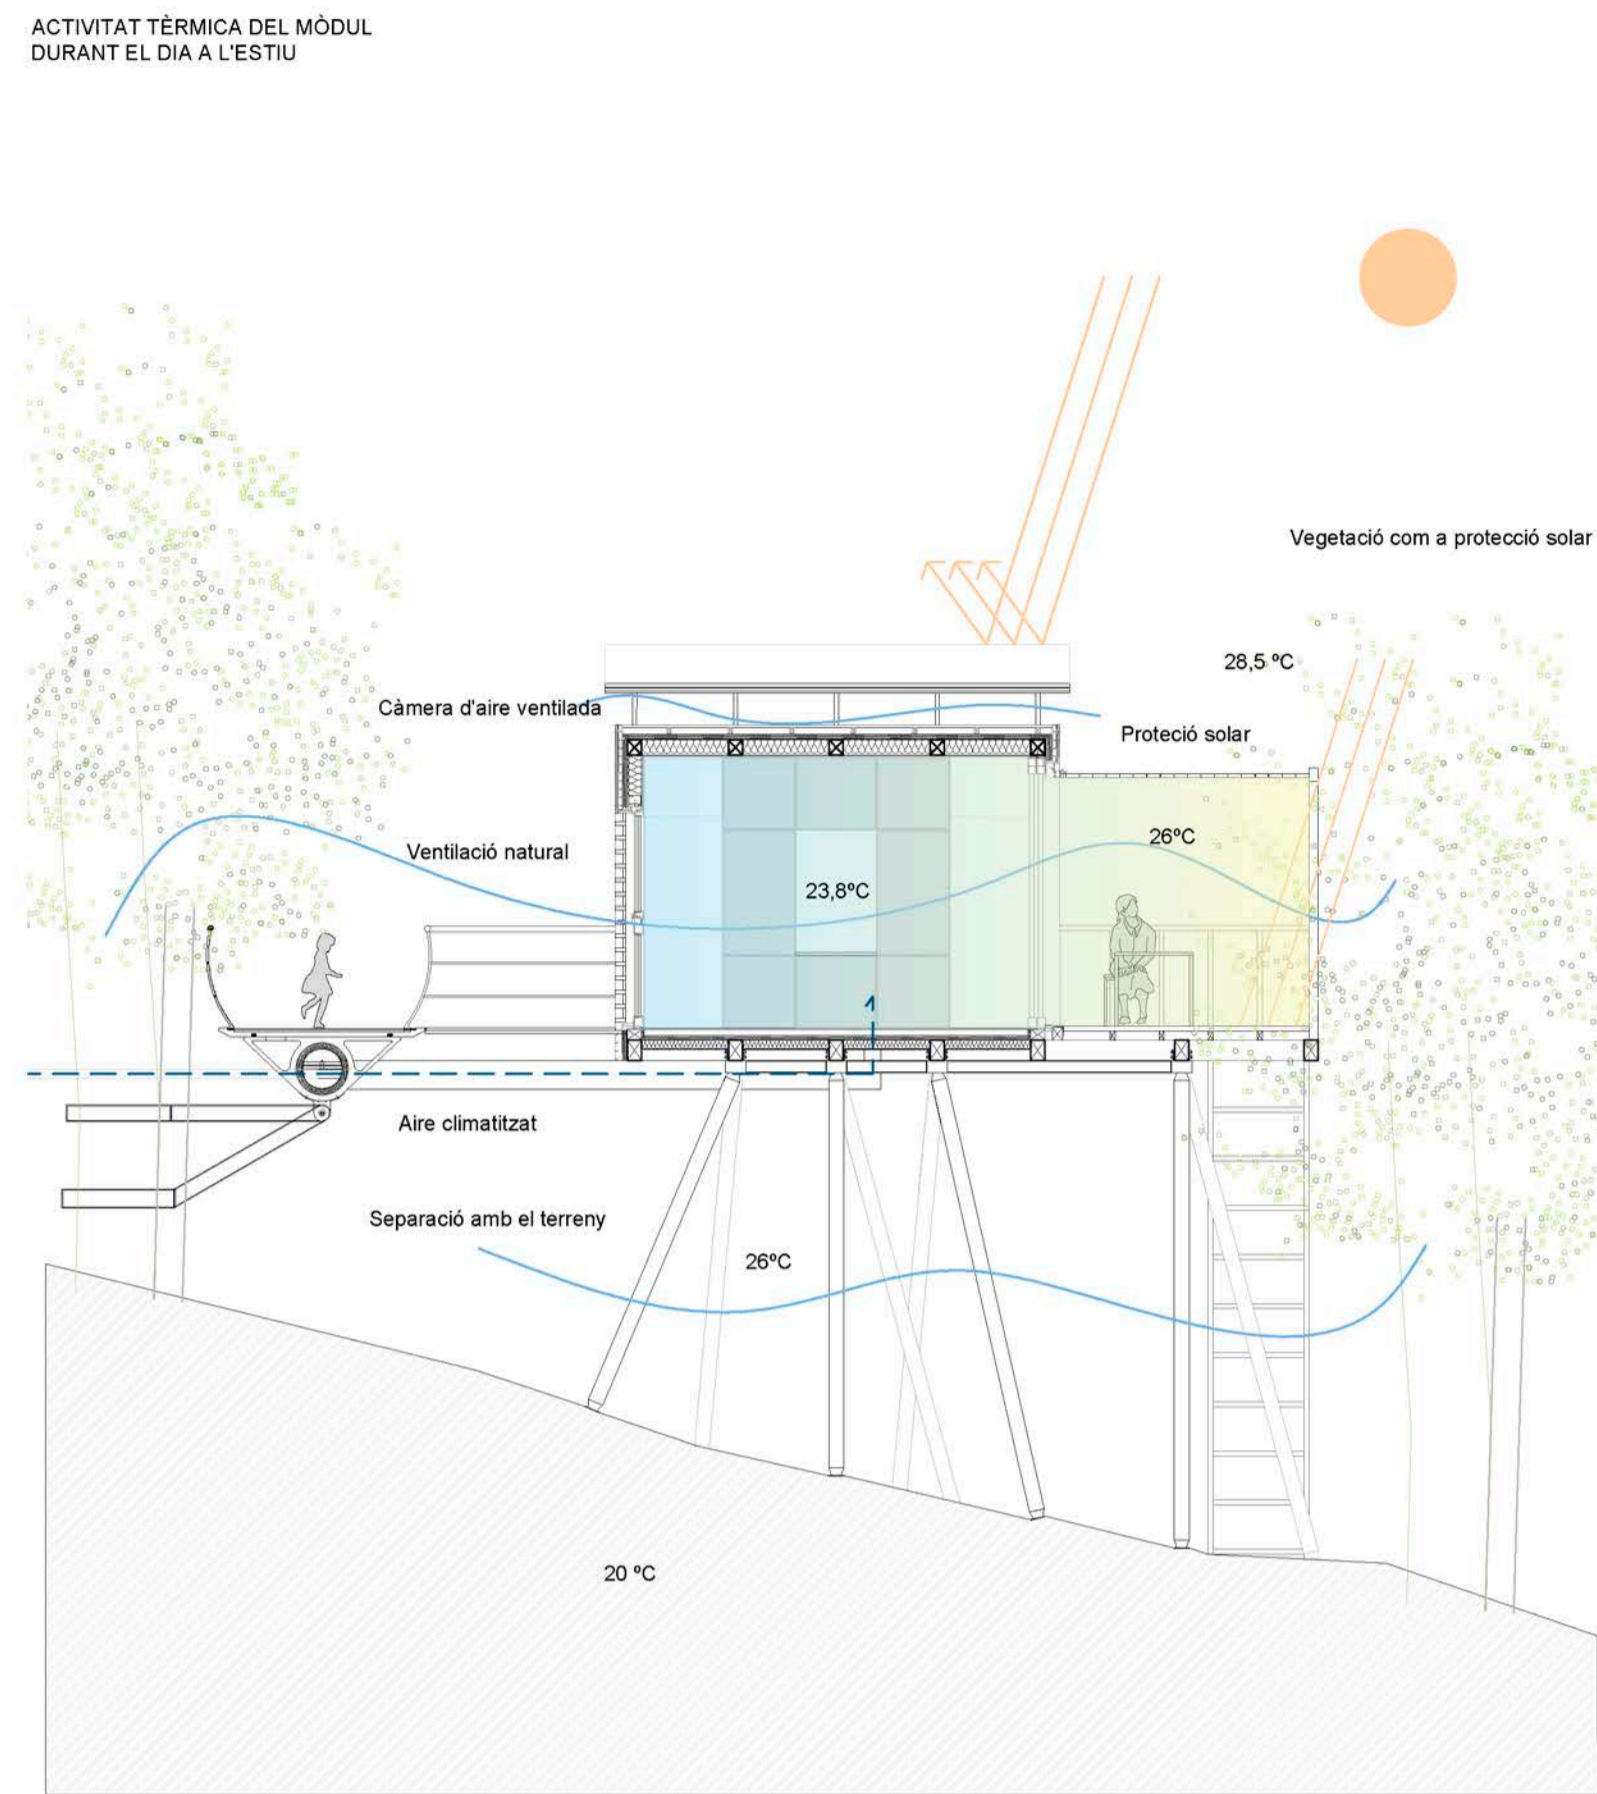 ACTIVITAT TÈRMICA DEL MÒDUL
DURANT EL DIA A L'ESTIU
Vegetació com a protecció solar
28,5 ºC
Càmera d'aire ventilada
Proteció solar
26ºC
Ventilació natural
23,8ºC
Aire climatitzat
Separació amb el terreny
26ºC
20 ºC